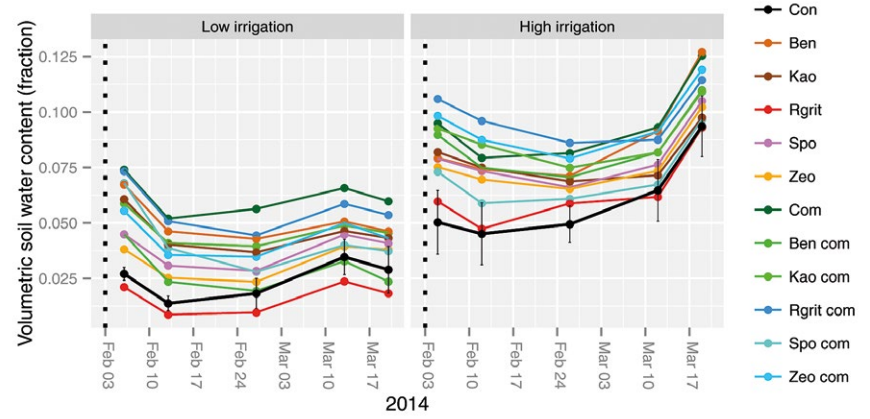 Low irrigation
High irrigation
Volumetric soil water content (fraction)
0.125
0.100
0.075
0.050
0.025
Feb 03
Feb 10
Feb 17
Feb 24
Mar 03
Mar 10
Mar 17
Feb 03
Feb 10
Feb 17
Feb 24
Mar 03
Mar 10
Mar 17
2014
Con
Ben
Kao
Rgrit
Spo
Zeo
Com
Ben com
Kao com
Rgrit com
Spo com
Zeo com